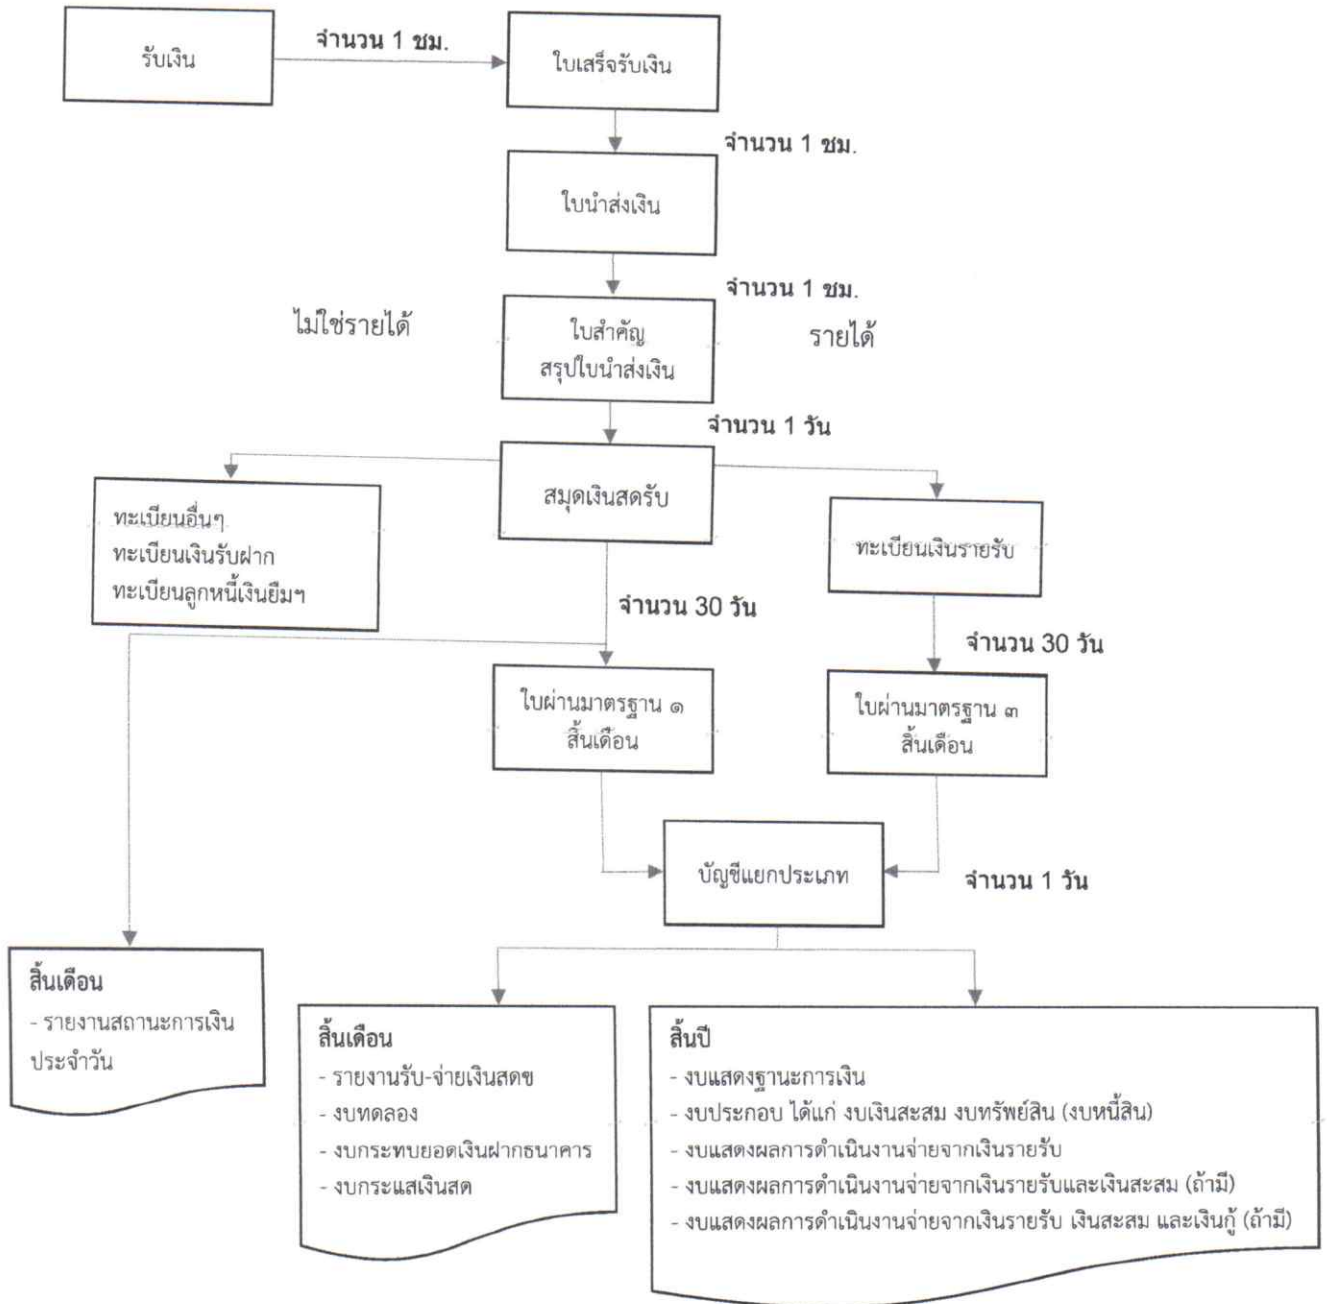 รับเงิน
จำนวน 1 ชม.
ใบเสร็จรับเงิน
จำนวน 1 ชม.
ใบนำส่งเงิน
จำนวน 1 ชม.
ไม่ใช่รายได้
ใบสำคัญ
สรุปใบนำส่งเงิน
รายได้
จำนวน 1 วัน
สมุดเงินสดรับ
ทะเบียนอื่นๆ
ทะเบียนเงินรับฝาก
ทะเบียนลูกหนี้เงินยืมฯ
ทะเบียนเงินรายรับ
จำนวน 30 วัน
จำนวน 30 วัน
ใบผ่านมาตรฐาน ๑
สิ้นเดือน
ใบผ่านมาตรฐาน ๓
สิ้นเดือน
บัญชีแยกประเภท
จำนวน 1 วัน
สิ้นเดือน
- รายงานสถานะการเงิน
ประจำวัน
สิ้นเดือน
- รายงานรับ-จ่ายเงินสดข
- งบทดลอง
- งบกระทบยอดเงินฝากธนาคาร
- งบกระแสเงินสด
สิ้นปี
- งบแสดงฐานะการเงิน
- งบประกอบ ได้แก่ งบเงินสะสม งบทรัพย์สิน (งบหนี้สิน)
- งบแสดงผลการดำเนินงานจ่ายจากเงินรายรับ
- งบแสดงผลการดำเนินงานจ่ายจากเงินรายรับและเงินสะสม (ถ้ามี)
- งบแสดงผลการดำเนินงานจ่ายจากเงินรายรับ เงินสะสม และเงินกู้ (ถ้ามี)